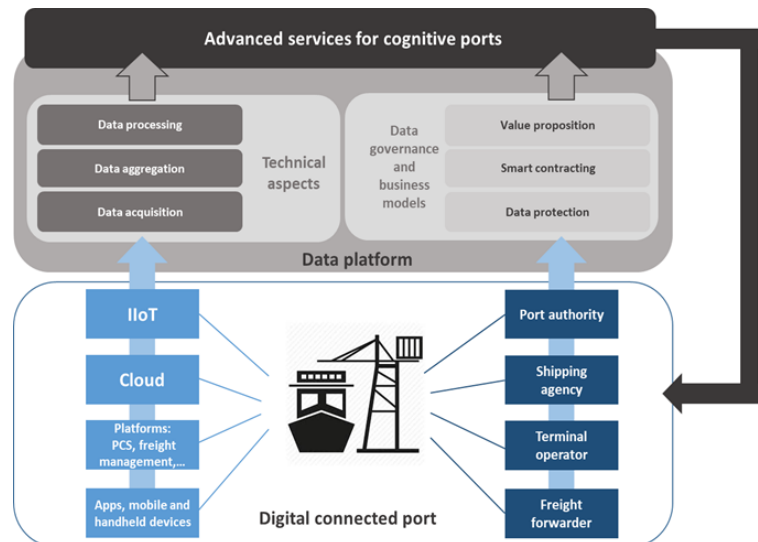 Advanced services for cognitive ports
Data processing
Data aggregation
Data acquisition
Technical
aspects
Data
governance
and
business
models
Value proposition
Smart contracting
Data protection
Data platform
IIoT
Cloud
Platforms:
PCS, freight
management,...
Apps, mobile and
handheld devices
Port authority
Shipping
agency
Terminal
operator
Freight
forwarder
Digital connected port